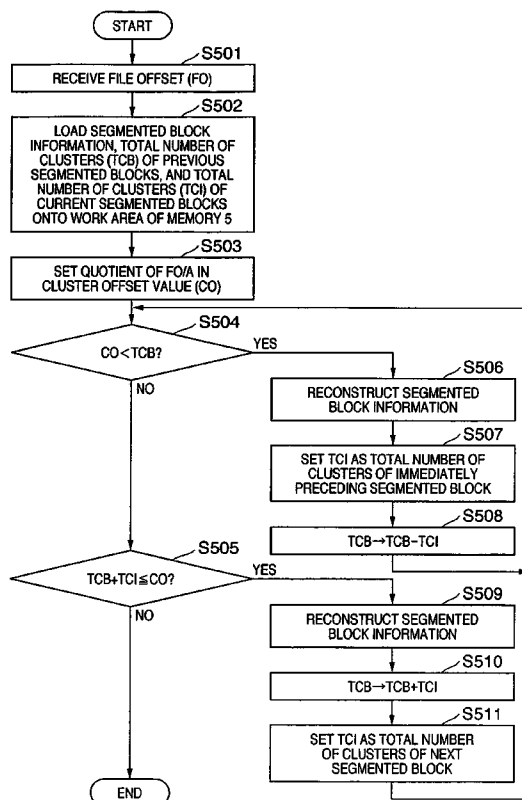 START
S501
RECEIVE FILE OFFSET (FO)
S502
LOAD SEGMENTED BLOCK
INFORMATION, TOTAL NUMBER OF
CLUSTERS (TCB) OF PREVIOUS
SEGMENTED BLOCKS, AND TOTAL
NUMBER OF CLUSTERS (TCI) OF
CURRENT SEGMENTED BLOCKS
ONTO WORK AREA OF MEMORY 5
S503
SET QUOTIENT OF FO/A IN
CLUSTER OFFSET VALUE (CO)
S504
CO<TCB?
YES
NO
S506
RECONSTRUCT SEGMENTED
BLOCK INFORMATION
S507
SET TCI AS TOTAL NUMBER OF
CLUSTERS OF IMMEDIATELY
PRECEDING SEGMENTED BLOCK
S508
TCB→TCB−TCI
S505
TCB+TCI≦CO?
YES
NO
S509
RECONSTRUCT SEGMENTED
BLOCK INFORMATION
S510
TCB→TCB+TCI
S511
SET TCI AS TOTAL NUMBER
OF CLUSTERS OF NEXT
SEGMENTED BLOCK
END